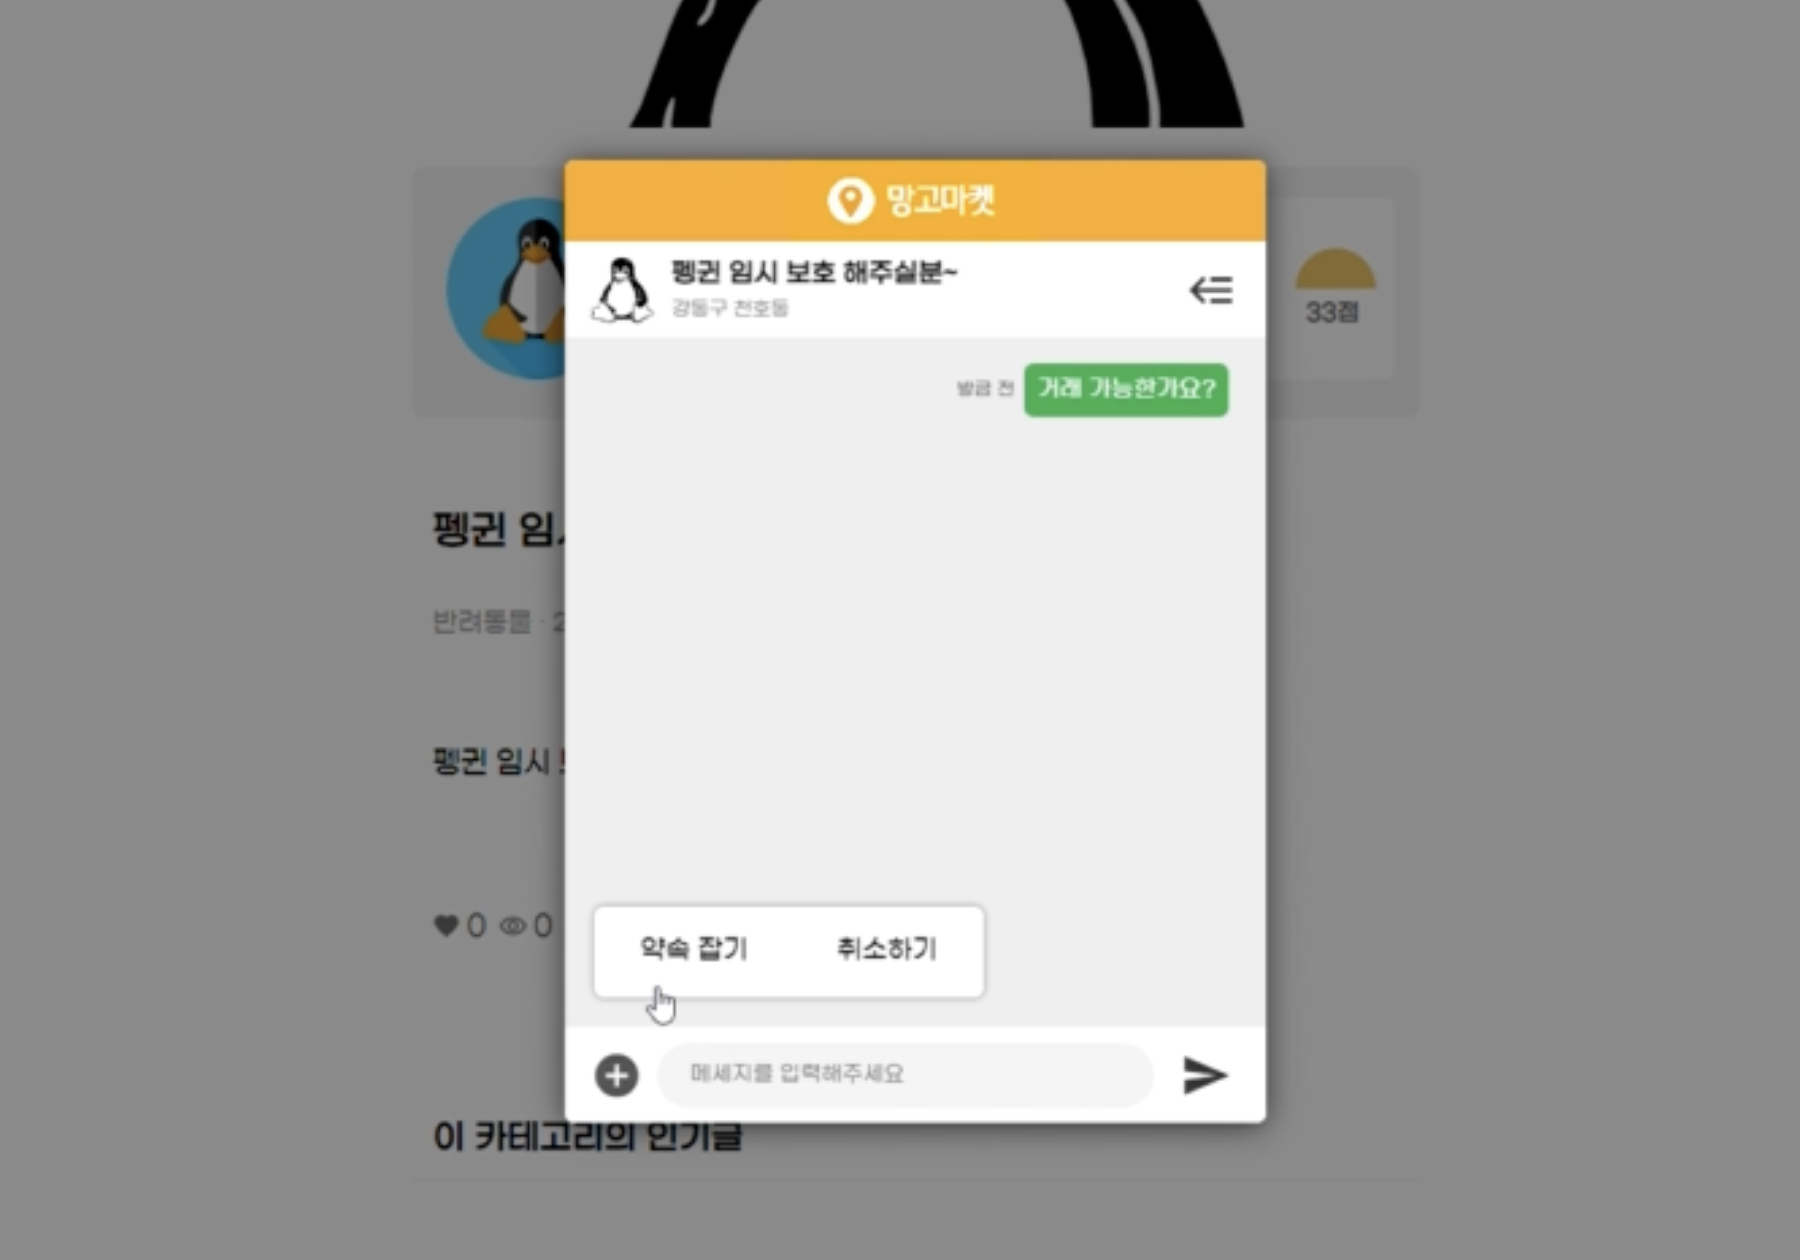 망고마켓
펭귄 임시 보호 해주실분~
강동구 천호동
33점
방금 전
거래 가능한가요?
펭귄 임
반려동물 · 2
펭귄 임시
0 0
약속 잡기 취소하기
메세지를 입력해주세요
이 카테고리의 인기글